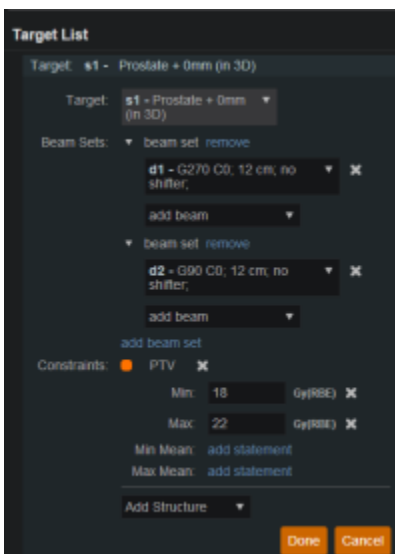 Target List
Target: s1 - Prostate + 0mm (in 3D)
Target: s1 - Prostate + 0mm
(in 3D)
Beam Sets: beam set remove
d1 - G270 C0; 12 cm; no
shifter;
add beam
beam set remove
d2 - G90 C0; 12 cm; no
shifter;
add beam
add beam set
Constraints: PTV
Min: 18 Gy(RBE)
Max: 22 Gy(RBE)
Min Mean: add statement
Max Mean: add statement
Add Structure
Done Cancel